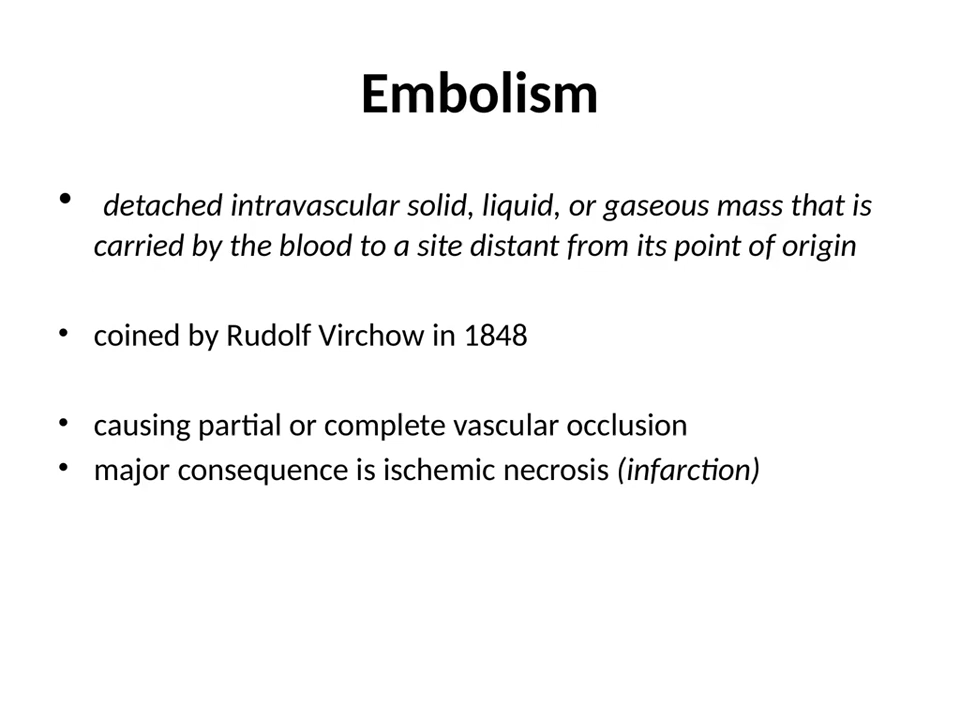 Embolism
• detached intravascular solid, liquid, or gaseous mass that is
carried by the blood to a site distant from its point of origin
• coined by Rudolf Virchow in 1848
• causing partial or complete vascular occlusion
• major consequence is ischemic necrosis (infarction)